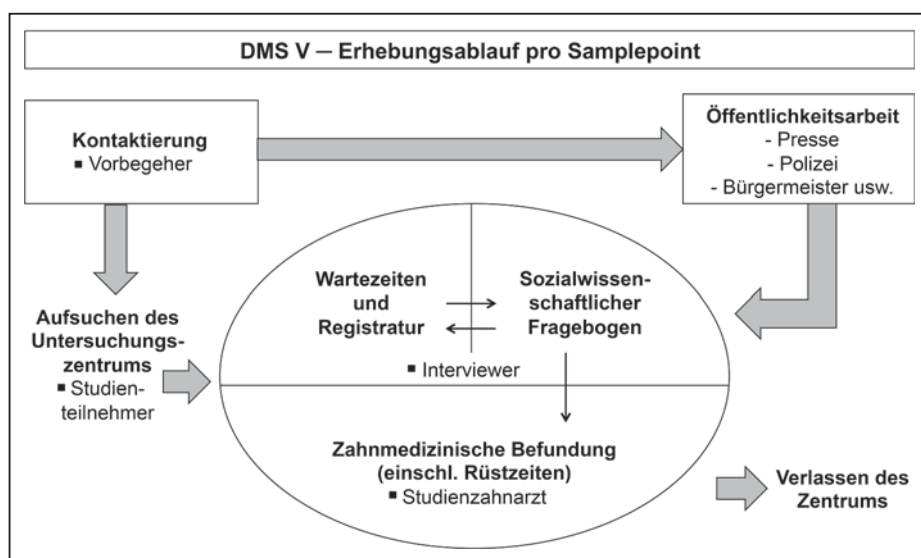 DMS V — Erhebungsablauf pro Samplepoint
Kontaktierung
▪ Vorbegeher
Öffentlichkeitsarbeit
- Presse
- Polizei
- Bürgermeister usw.
Aufsuchen des
Untersuchungs-
zentrums
▪ Studien-
teilnehmer
Wartezeiten
und
Registratur
Sozialwissen-
schaftlicher
Fragebogen
▪ Interviewer
Zahnmedizinische Befundung
(einschl. Rüstzeiten)
▪ Studienzahnarzt
Verlassen des
Zentrums